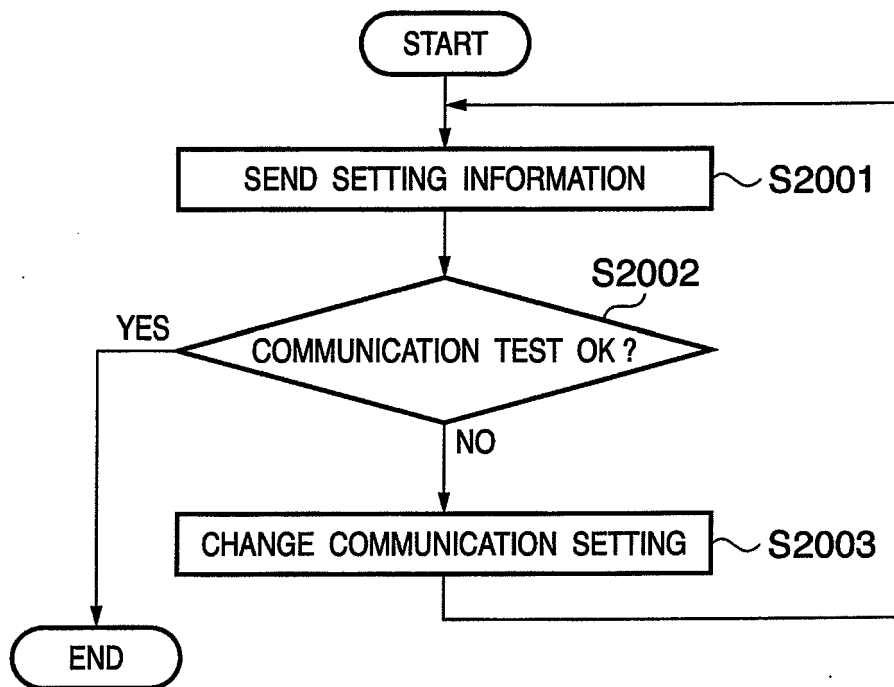 START
SEND SETTING INFORMATION
S2001
S2002
YES
COMMUNICATION TEST OK?
NO
CHANGE COMMUNICATION SETTING
S2003
END